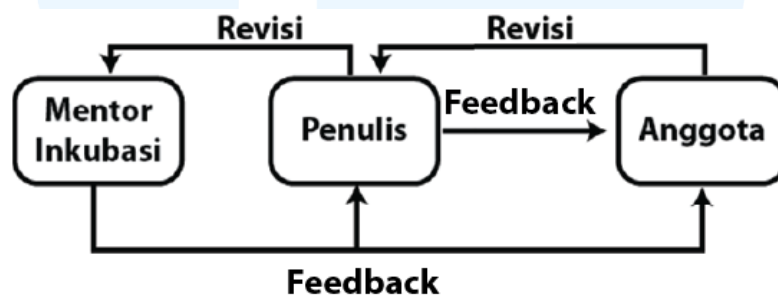 Revisi
Revisi
Mentor
Inkubasi
Penulis
Feedback
Anggota
Feedback